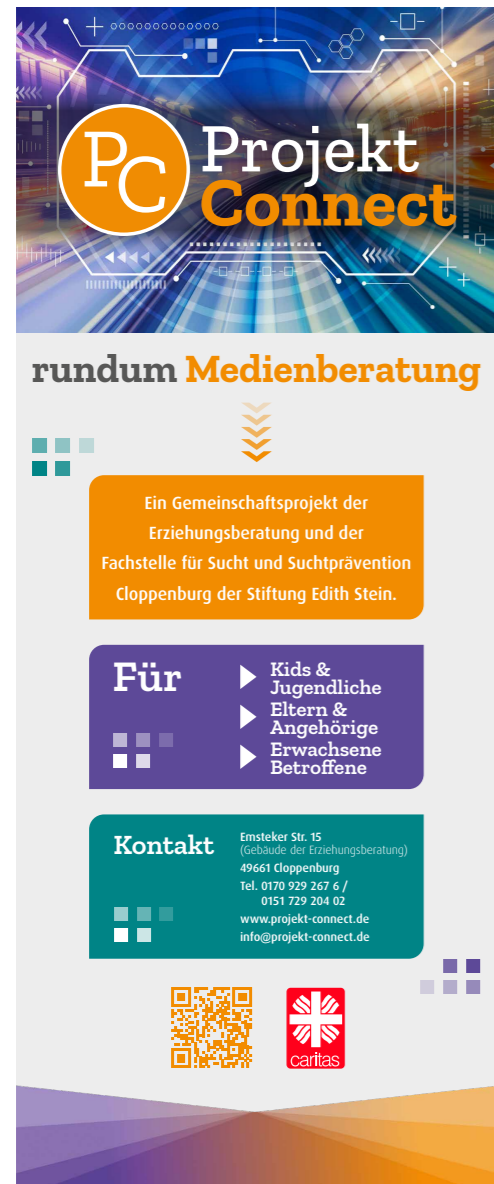 PC
Projekt
Connect
rundum Medienberatung
Ein Gemeinschaftsprojekt der
Erziehungsberatung und der
Fachstelle für Sucht und Suchtprävention
Cloppenburg der Stiftung Edith Stein.
Für
Kids &
Jugendliche
Eltern &
Angehörige
Erwachsene
Betroffene
Kontakt
Emsteker Str. 15
(Gebäude der Erziehungsberatung)
49661 Cloppenburg
Tel. 0170 929 267 6 /
0151 729 204 02
www.projekt-connect.de
info@projekt-connect.de
caritas